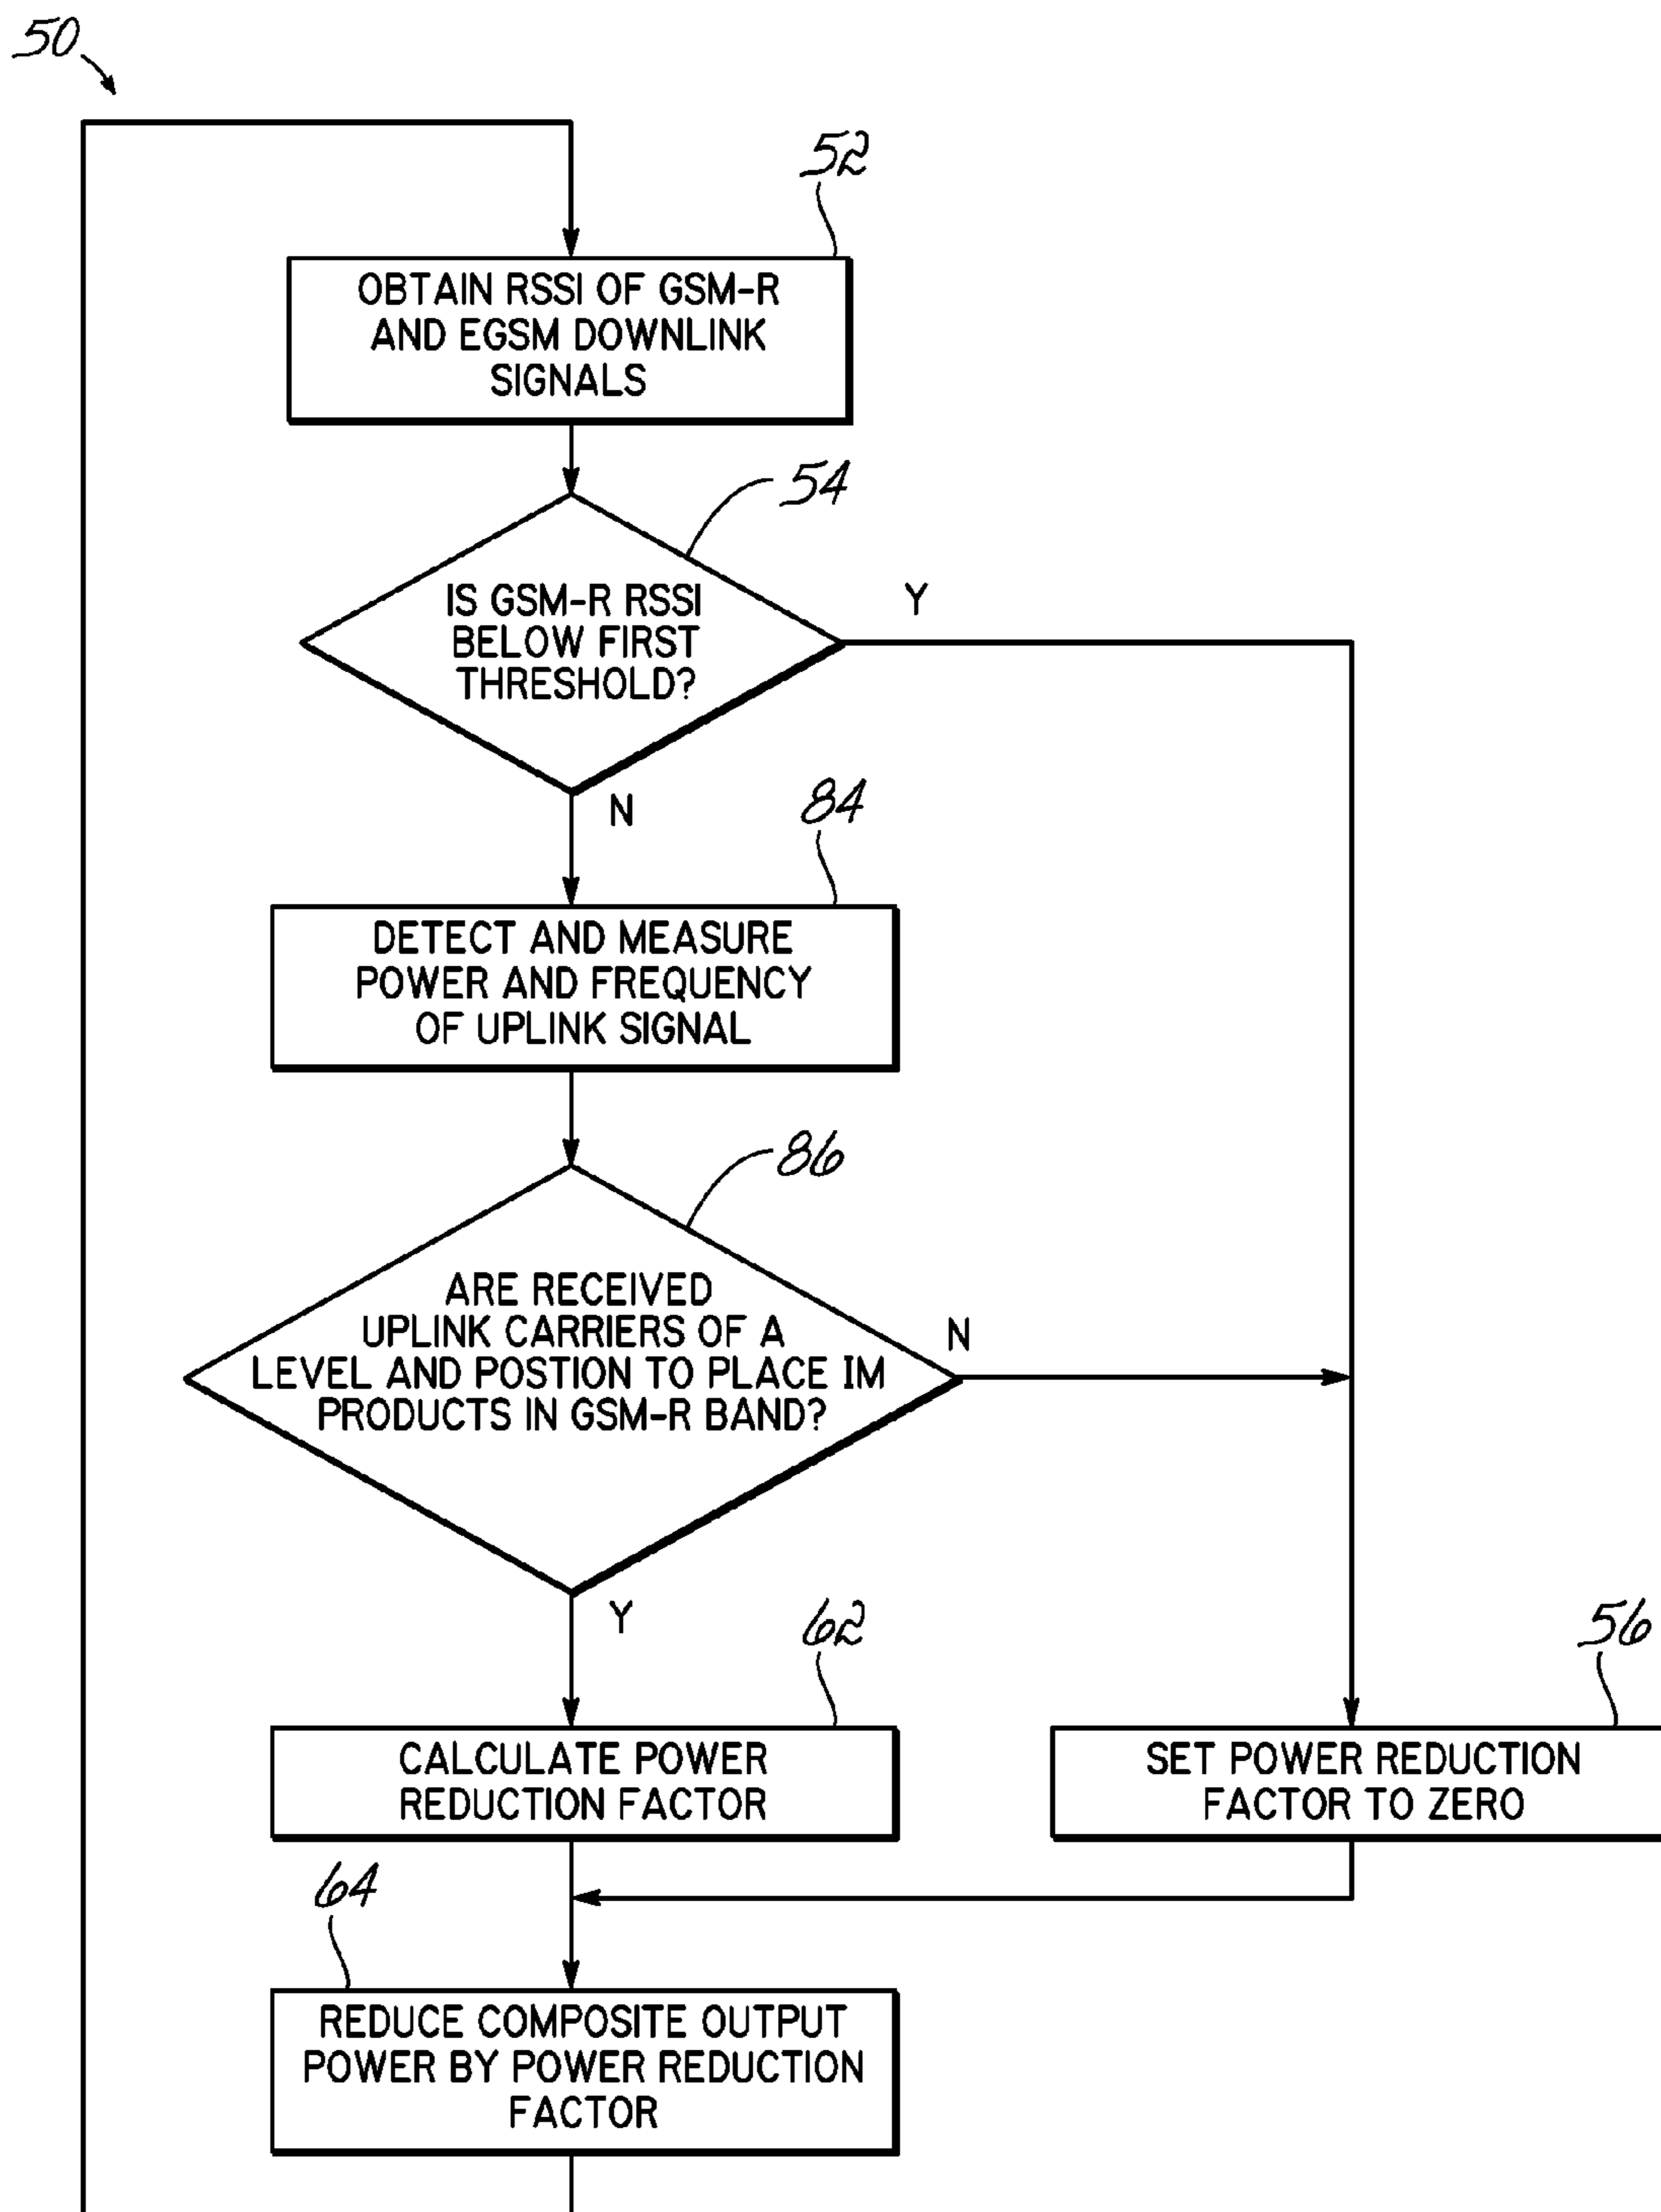 50
52
OBTAIN RSSI OF GSM-R
AND EGSM DOWNLINK
SIGNALS
54
IS GSM-R RSSI
BELOW FIRST
THRESHOLD?
Y
N
84
DETECT AND MEASURE
POWER AND FREQUENCY
OF UPLINK SIGNAL
86
ARE RECEIVED
UPLINK CARRIERS OF A
LEVEL AND POSTION TO PLACE IM
PRODUCTS IN GSM-R BAND?
N
Y
62
CALCULATE POWER
REDUCTION FACTOR
56
SET POWER REDUCTION
FACTOR TO ZERO
64
REDUCE COMPOSITE OUTPUT
POWER BY POWER REDUCTION
FACTOR